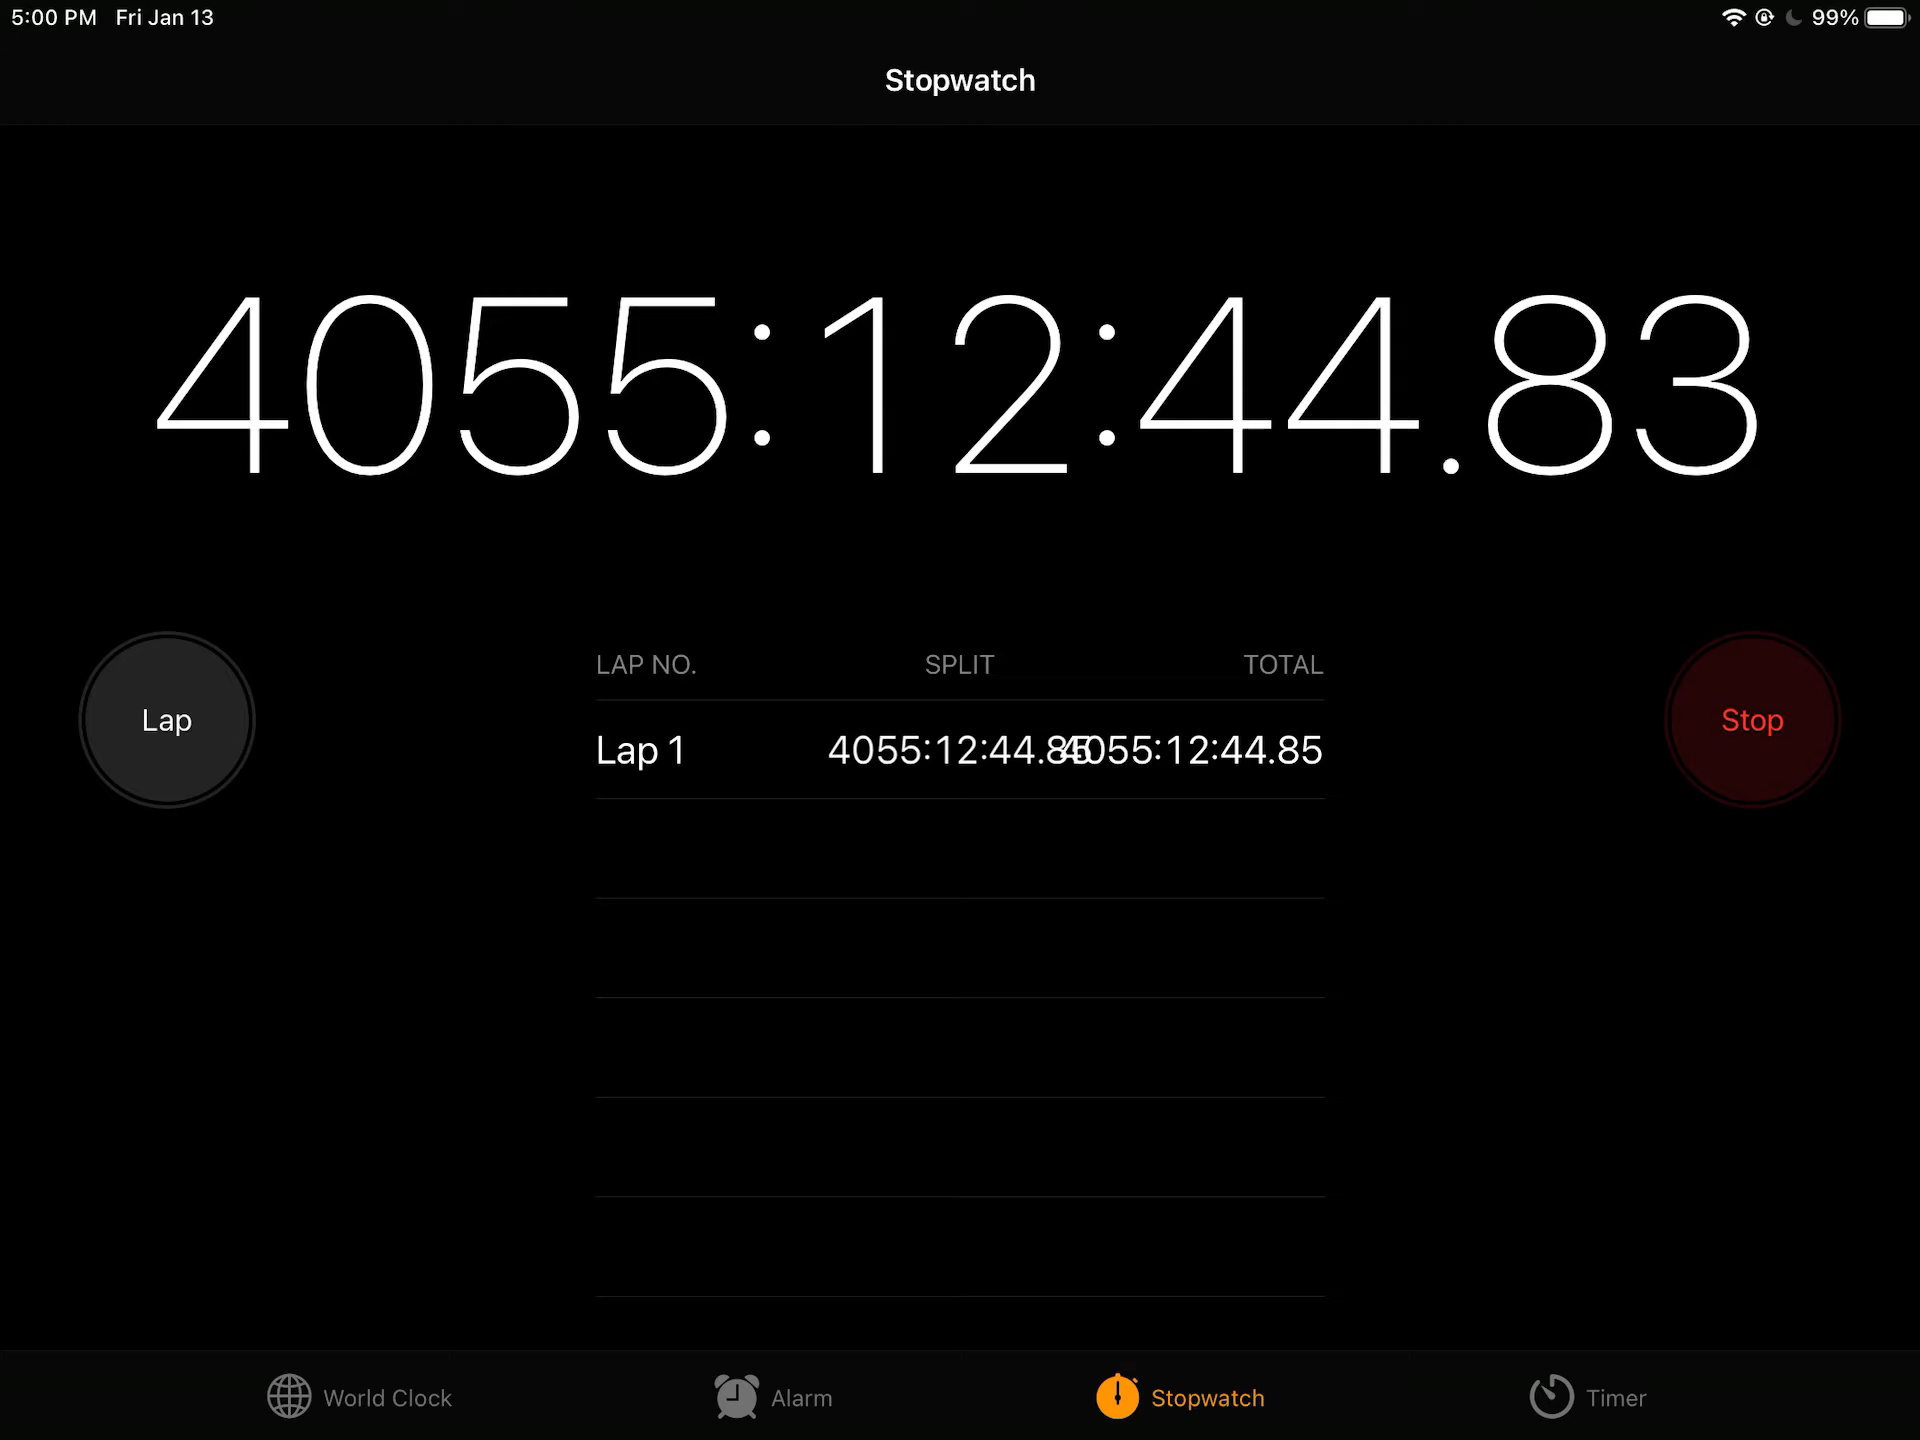 5:00 PM Fri Jan 13 99%
Stopwatch
4055:12:44.83
LAP NO. SPLIT TOTAL
Lap Lap 1 4055:12:44.85 4055:12:44.85 Stop
World Clock Alarm Stopwatch Timer